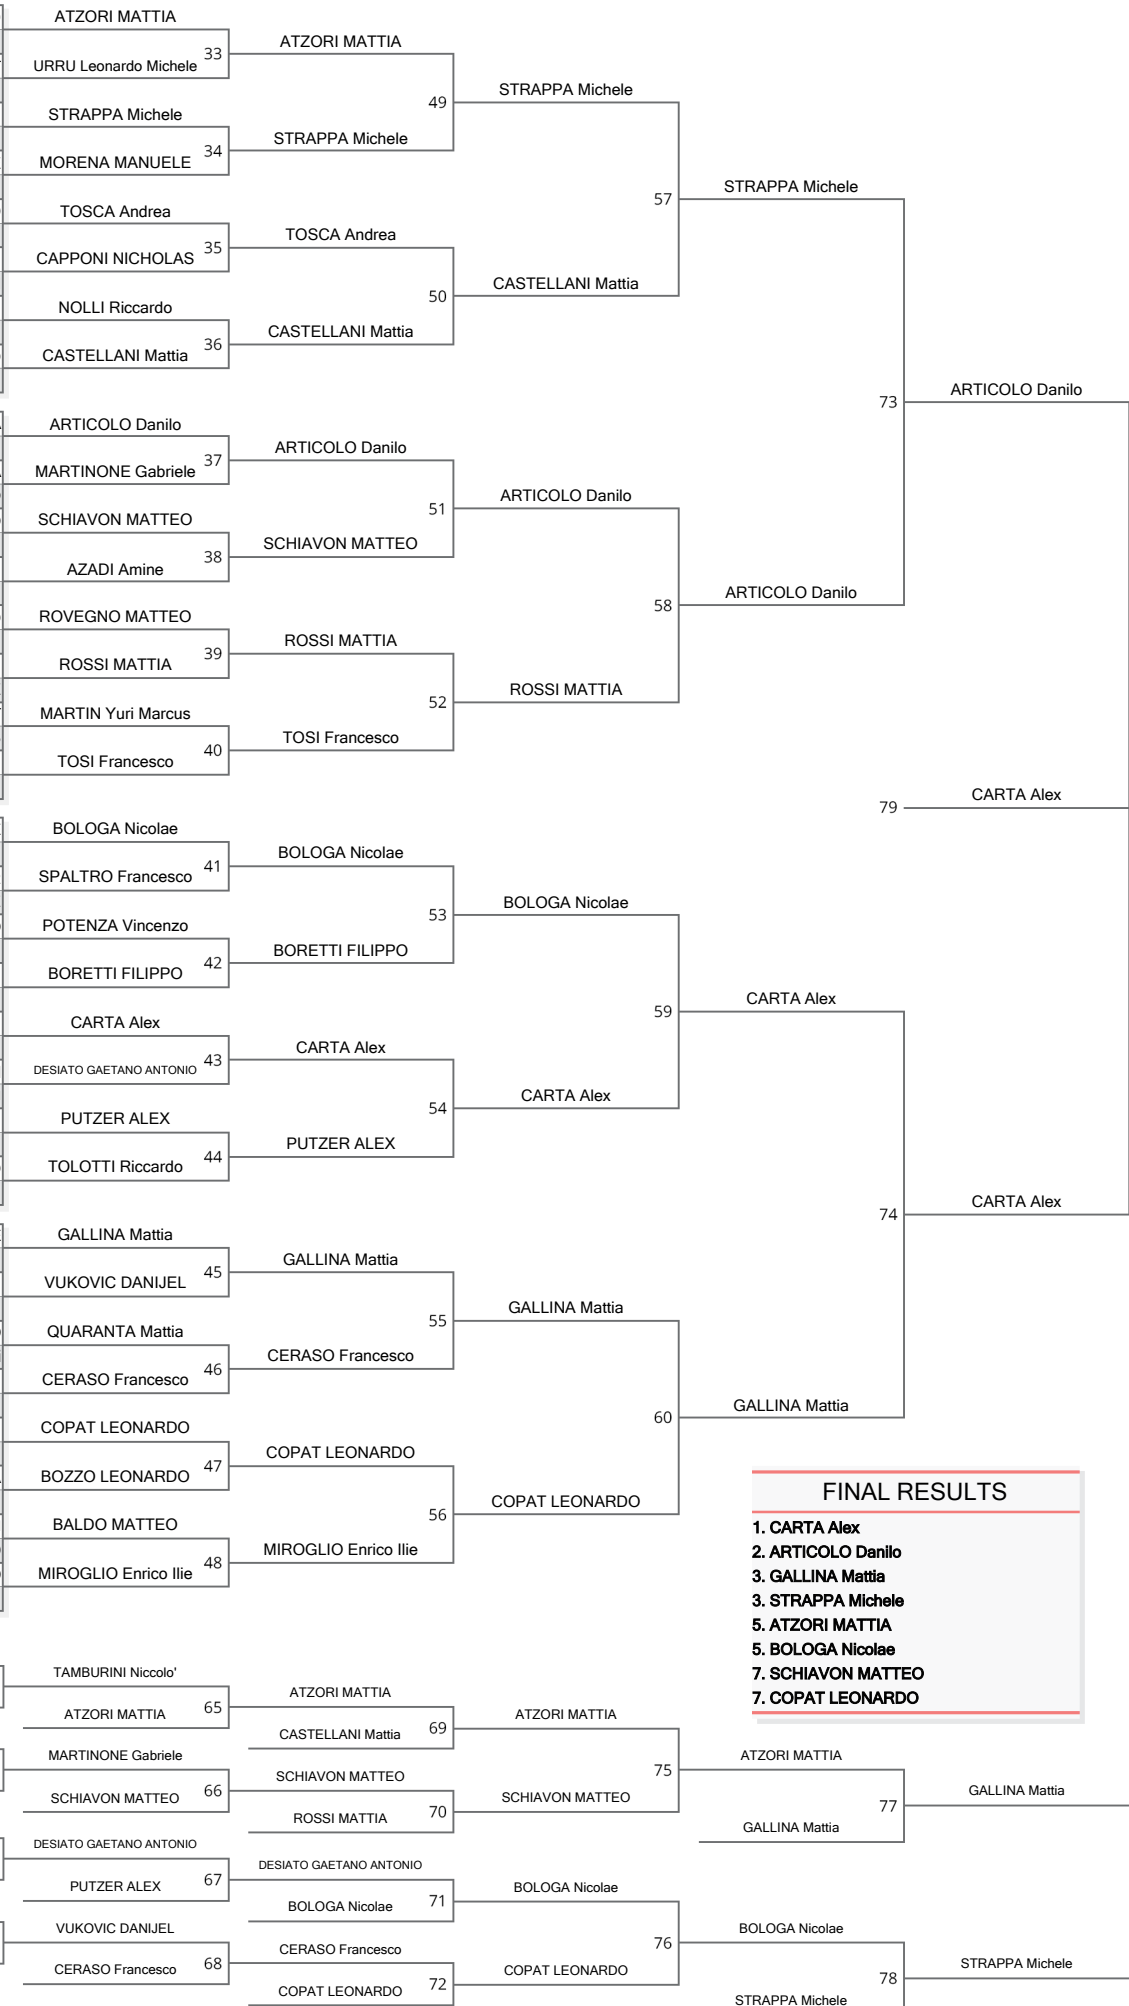 ATZORI MATTIA
33
URRU Leonardo Michele
ATZORI MATTIA
49
STRAPPA Michele
STRAPPA Michele
34
MORENA MANUELE
STRAPPA Michele
57
STRAPPA Michele
TOSCA Andrea
35
CAPPONI NICHOLAS
TOSCA Andrea
50
CASTELLANI Mattia
NOLLI Riccardo
36
CASTELLANI Mattia
CASTELLANI Mattia
73
ARTICOLO Danilo
ARTICOLO Danilo
37
MARTINONE Gabriele
ARTICOLO Danilo
51
ARTICOLO Danilo
SCHIAVON MATTEO
38
AZADI Amine
SCHIAVON MATTEO
58
ARTICOLO Danilo
ROVEGNO MATTEO
39
ROSSI MATTIA
ROSSI MATTIA
52
ROSSI MATTIA
MARTIN Yuri Marcus
40
TOSI Francesco
TOSI Francesco
79
CARTA Alex
BOLOGA Nicolae
41
SPALTRO Francesco
BOLOGA Nicolae
53
BOLOGA Nicolae
POTENZA Vincenzo
42
BORETTI FILIPPO
BORETTI FILIPPO
59
CARTA Alex
CARTA Alex
43
DESIATO GAETANO ANTONIO
CARTA Alex
54
CARTA Alex
PUTZER ALEX
44
TOLOTTI Riccardo
PUTZER ALEX
74
CARTA Alex
GALLINA Mattia
45
VUKOVIC DANIJEL
GALLINA Mattia
55
GALLINA Mattia
QUARANTA Mattia
46
CERASO Francesco
CERASO Francesco
60
GALLINA Mattia
COPAT LEONARDO
47
BOZZO LEONARDO
COPAT LEONARDO
56
COPAT LEONARDO
BALDO MATTEO
48
MIROGLIO Enrico Ilie
MIROGLIO Enrico Ilie
FINAL RESULTS
1. CARTA Alex
2. ARTICOLO Danilo
3. GALLINA Mattia
3. STRAPPA Michele
5. ATZORI MATTIA
5. BOLOGA Nicolae
7. SCHIAVON MATTEO
7. COPAT LEONARDO
TAMBURINI Niccolo'
65
ATZORI MATTIA
ATZORI MATTIA
69
CASTELLANI Mattia
ATZORI MATTIA
MARTINONE Gabriele
66
SCHIAVON MATTEO
SCHIAVON MATTEO
70
ROSSI MATTIA
SCHIAVON MATTEO
75
ATZORI MATTIA
77
GALLINA Mattia
GALLINA Mattia
DESIATO GAETANO ANTONIO
67
PUTZER ALEX
DESIATO GAETANO ANTONIO
71
BOLOGA Nicolae
BOLOGA Nicolae
VUKOVIC DANIJEL
68
CERASO Francesco
CERASO Francesco
72
COPAT LEONARDO
COPAT LEONARDO
76
BOLOGA Nicolae
78
STRAPPA Michele
STRAPPA Michele